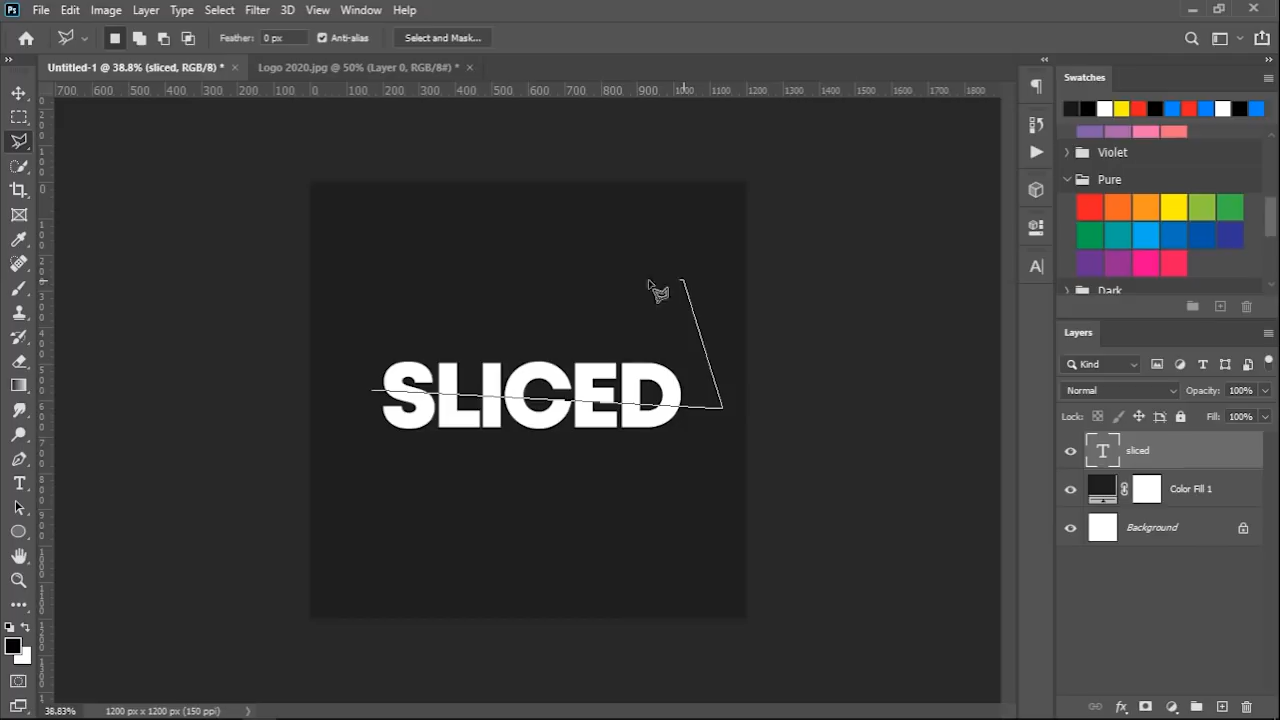 Ps File Edit Image Layer Type Select Filter 3D View Window Help
Feather: 0 px Anti-alias Select and Mask...
Untitled-1 @ 38.8% (sliced, RGB/8) * × Logo 2020.jpg @ 50% (Layer 0, RGB/8#) * ×
700 600 500 400 300 200 100 0 100 200 300 400 500 600 700 800 900 1000 1100 1200 1300 1400 1500 1600 1700 1800
Swatches
Violet
Pure
Dark
SLICED
Layers
Kind
Normal Opacity: 100%
Lock: Fill: 100%
T sliced
Color Fill 1
Background
38.83% 1200 px x 1200 px (150 ppi)